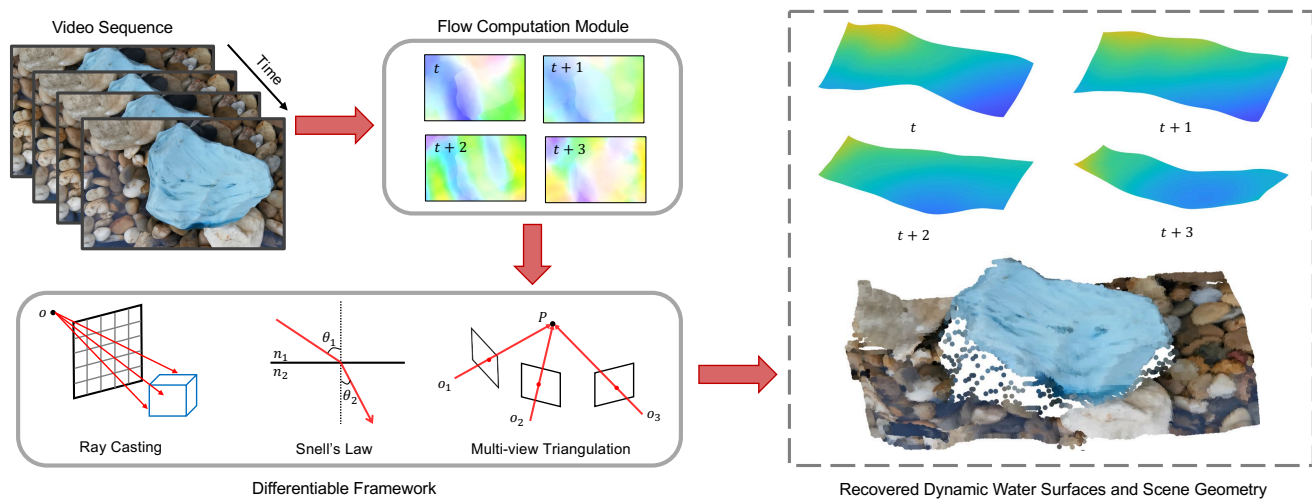 Video Sequence
Time
Flow Computation Module
t
t + 1
t + 2
t + 3
o
Ray Casting
θ₁
n₁
n₂
θ₂
Snell's Law
P
o₁
o₂
o₃
Multi-view Triangulation
Differentiable Framework
t
t + 1
t + 2
t + 3
Recovered Dynamic Water Surfaces and Scene Geometry